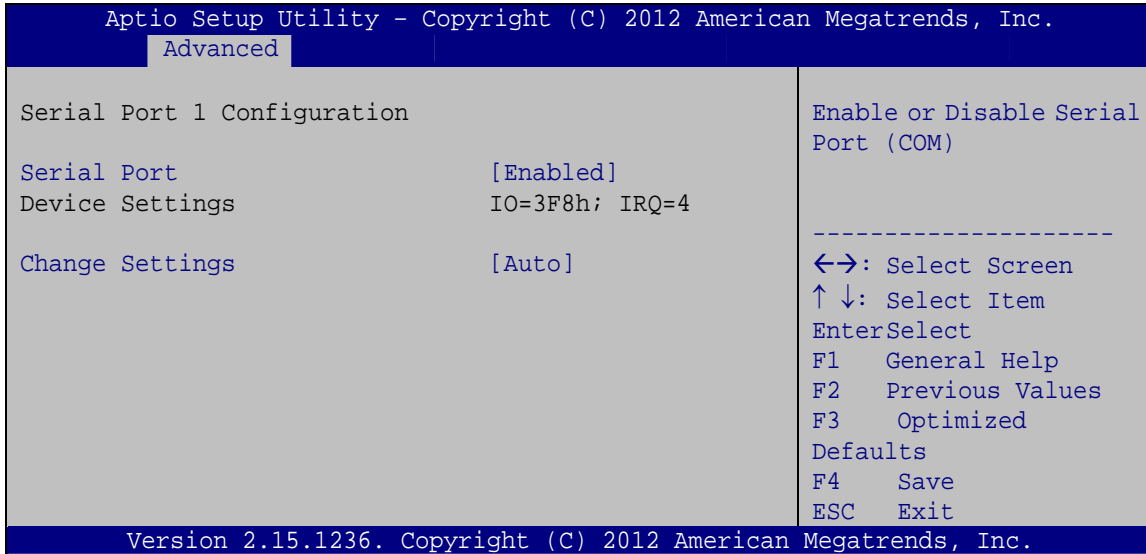 Aptio Setup Utility – Copyright (C) 2012 American Megatrends, Inc.
Advanced
Serial Port 1 Configuration
Serial Port [Enabled]
Device Settings IO=3F8h; IRQ=4
Change Settings [Auto]
Enable or Disable Serial
Port (COM)
---------------------
←→: Select Screen
↑ ↓: Select Item
EnterSelect
F1 General Help
F2 Previous Values
F3 Optimized
Defaults
F4 Save
ESC Exit
Version 2.15.1236. Copyright (C) 2012 American Megatrends, Inc.